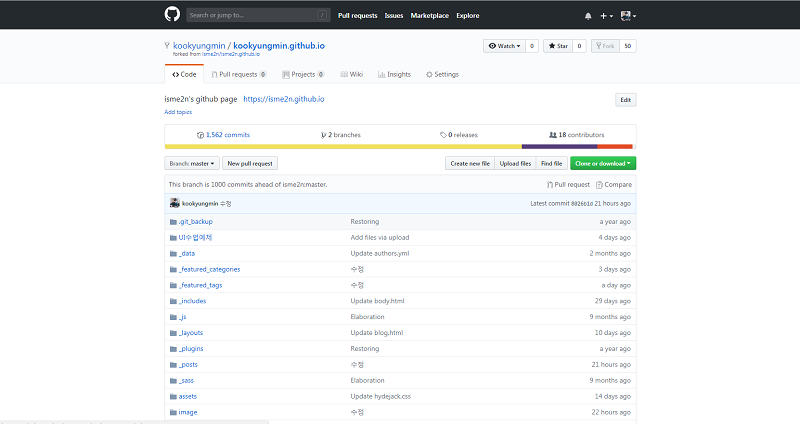 Search or jump to... / Pull requests Issues Marketplace Explore
kookyungmin / kookyungmin.github.io Watch 0 Star 0 Fork 50
forked from isme2n/isme2n.github.io
Code Pull requests 0 Projects 0 Wiki Insights Settings
isme2n's github page https://isme2n.github.io Edit
Add topics
1,562 commits 2 branches 0 releases 18 contributors
Branch: master New pull request Create new file Upload files Find file Clone or download
This branch is 1000 commits ahead of isme2n:master. Pull request Compare
kookyungmin 수정 Latest commit 8026b1d 21 hours ago
.git_backup Restoring a year ago
UI수업예제 Add files via upload 4 days ago
_data Update authors.yml 2 months ago
_featured_categories 수정 3 days ago
_featured_tags 수정 a day ago
_includes Update body.html 29 days ago
_js Elaboration 9 months ago
_layouts Update blog.html 10 days ago
_plugins Restoring a year ago
_posts 수정 21 hours ago
_sass Elaboration 9 months ago
assets Update hydejack.css 14 days ago
image 수정 22 hours ago